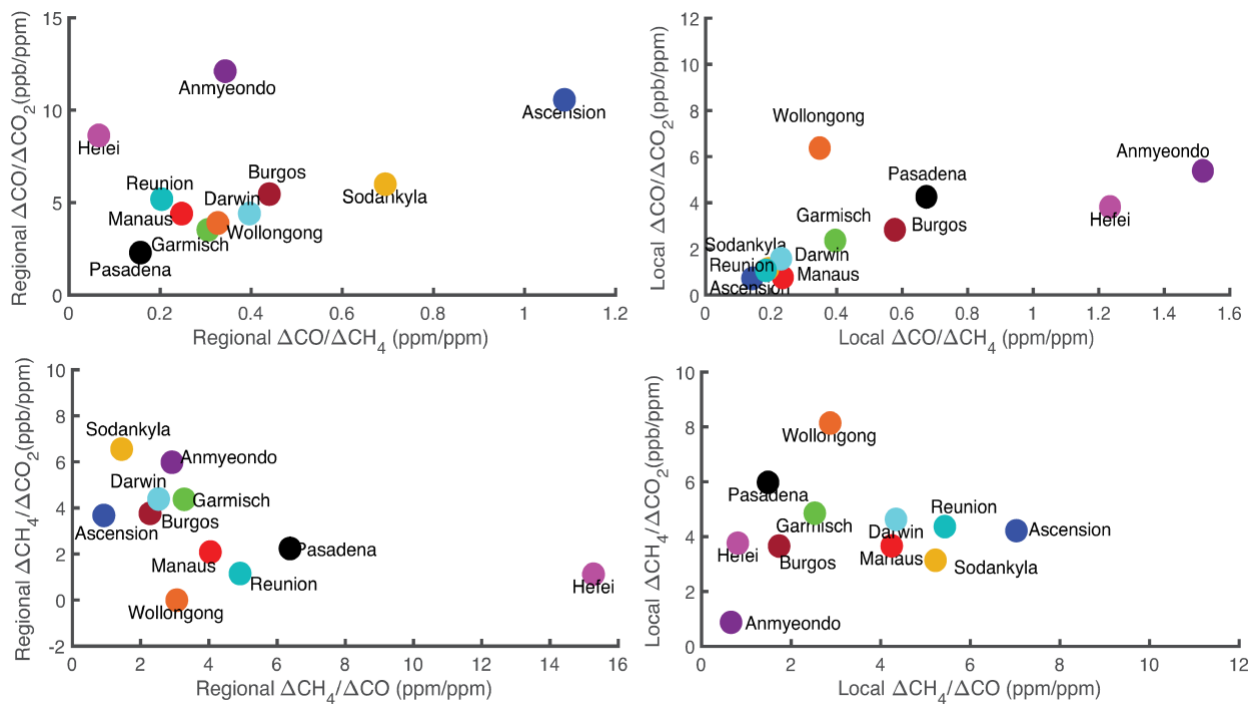 15
10
5
0
0
0.2
0.4
0.6
0.8
1
1.2
Regional ΔCO/ΔCO2(ppb/ppm)
Regional ΔCO/ΔCH4 (ppm/ppm)
Anmyeondo
Ascension
Hefei
Burgos
Reunion
Darwin
Sodankyla
Manaus
Wollongong
Garmisch
Pasadena
12
10
8
6
4
2
0
0
0.2
0.4
0.6
0.8
1
1.2
1.4
1.6
Local ΔCO/ΔCO2(ppb/ppm)
Local ΔCO/ΔCH4 (ppm/ppm)
Wollongong
Anmyeondo
Pasadena
Hefei
Garmisch
Burgos
Sodankyla
Darwin
Reunion
Manaus
Ascension
10
8
6
4
2
0
-2
0
2
4
6
8
10
12
14
16
Regional ΔCH4/ΔCO2(ppb/ppm)
Regional ΔCH4/ΔCO (ppm/ppm)
Sodankyla
Anmyeondo
Darwin
Garmisch
Burgos
Ascension
Pasadena
Manaus
Reunion
Hefei
Wollongong
10
8
6
4
2
0
0
2
4
6
8
10
12
Local ΔCH4/ΔCO2(ppb/ppm)
Local ΔCH4/ΔCO (ppm/ppm)
Wollongong
Pasadena
Reunion
Garmisch
Darwin
Ascension
Hefei
Burgos
Manaus
Sodankyla
Anmyeondo